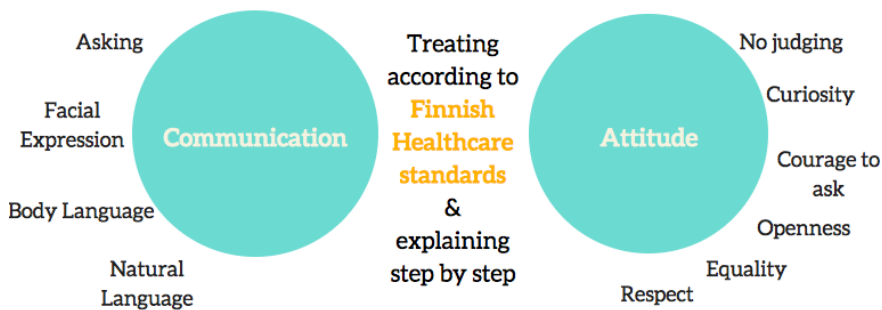 Asking
Facial
Expression
Body Language
Natural
Language
Communication
Treating
according to
Finnish
Healthcare
standards
&
explaining
step by step
Attitude
No judging
Curiosity
Courage to
ask
Openness
Equality
Respect